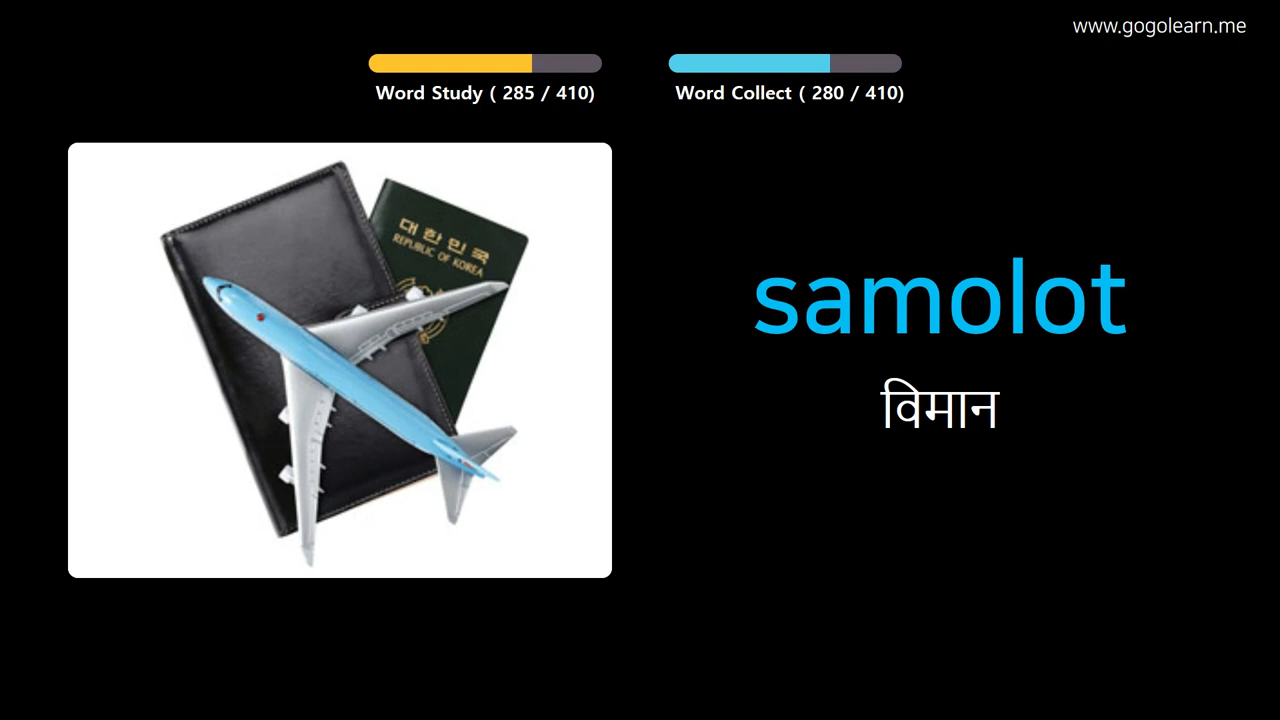 www.gogolearn.me
Word Study ( 285 / 410)
Word Collect ( 280 / 410)
대한민국
REPUBLIC OF KOREA
samolot
विमान